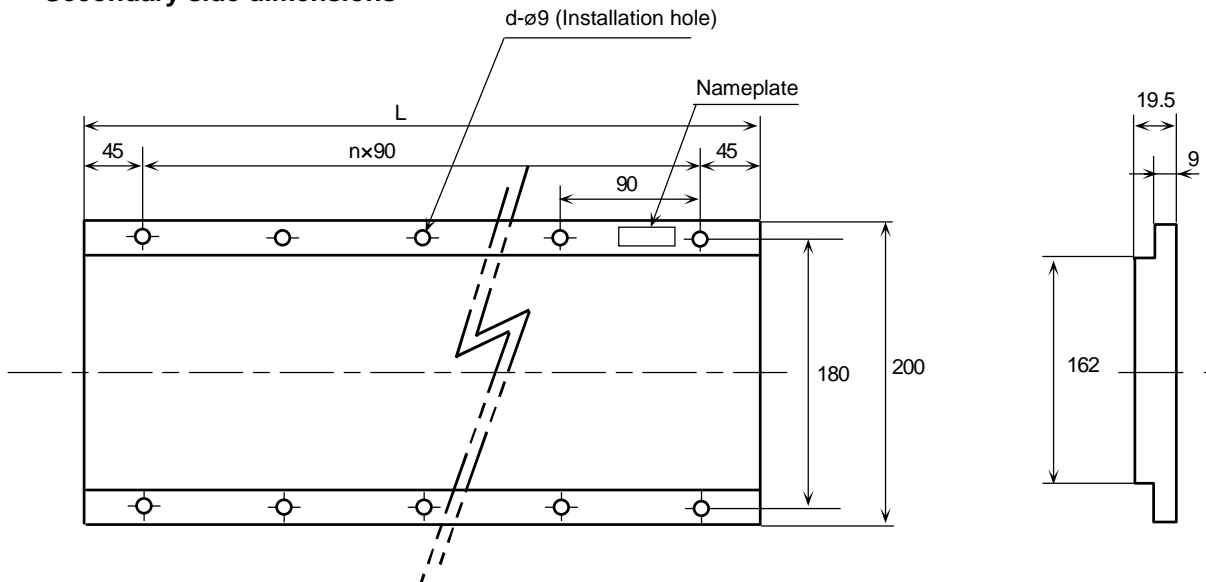 Secondary side dimensions
d-ø9 (Installation hole)
Nameplate
19.5
L
45
n×90
45
9
90
180
200
162